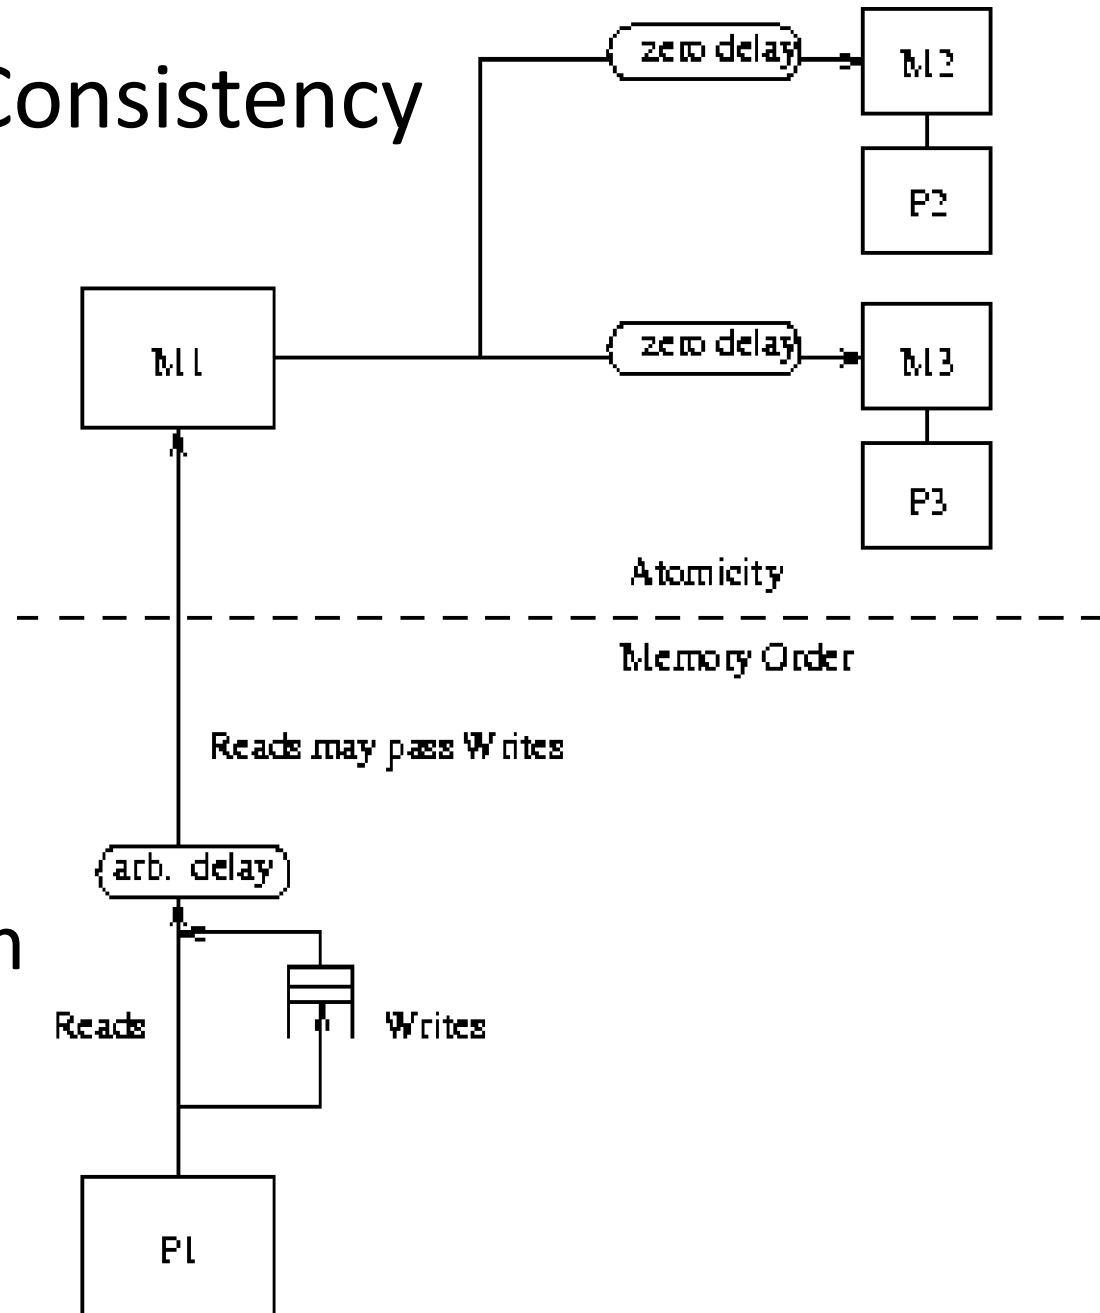 zero delay
M2
Consistency
P2
M1
zero delay
M3
P3
Atomicity
Memory Order
Reads may pass Writes
arb. delay
n
Reads
Writes
P1